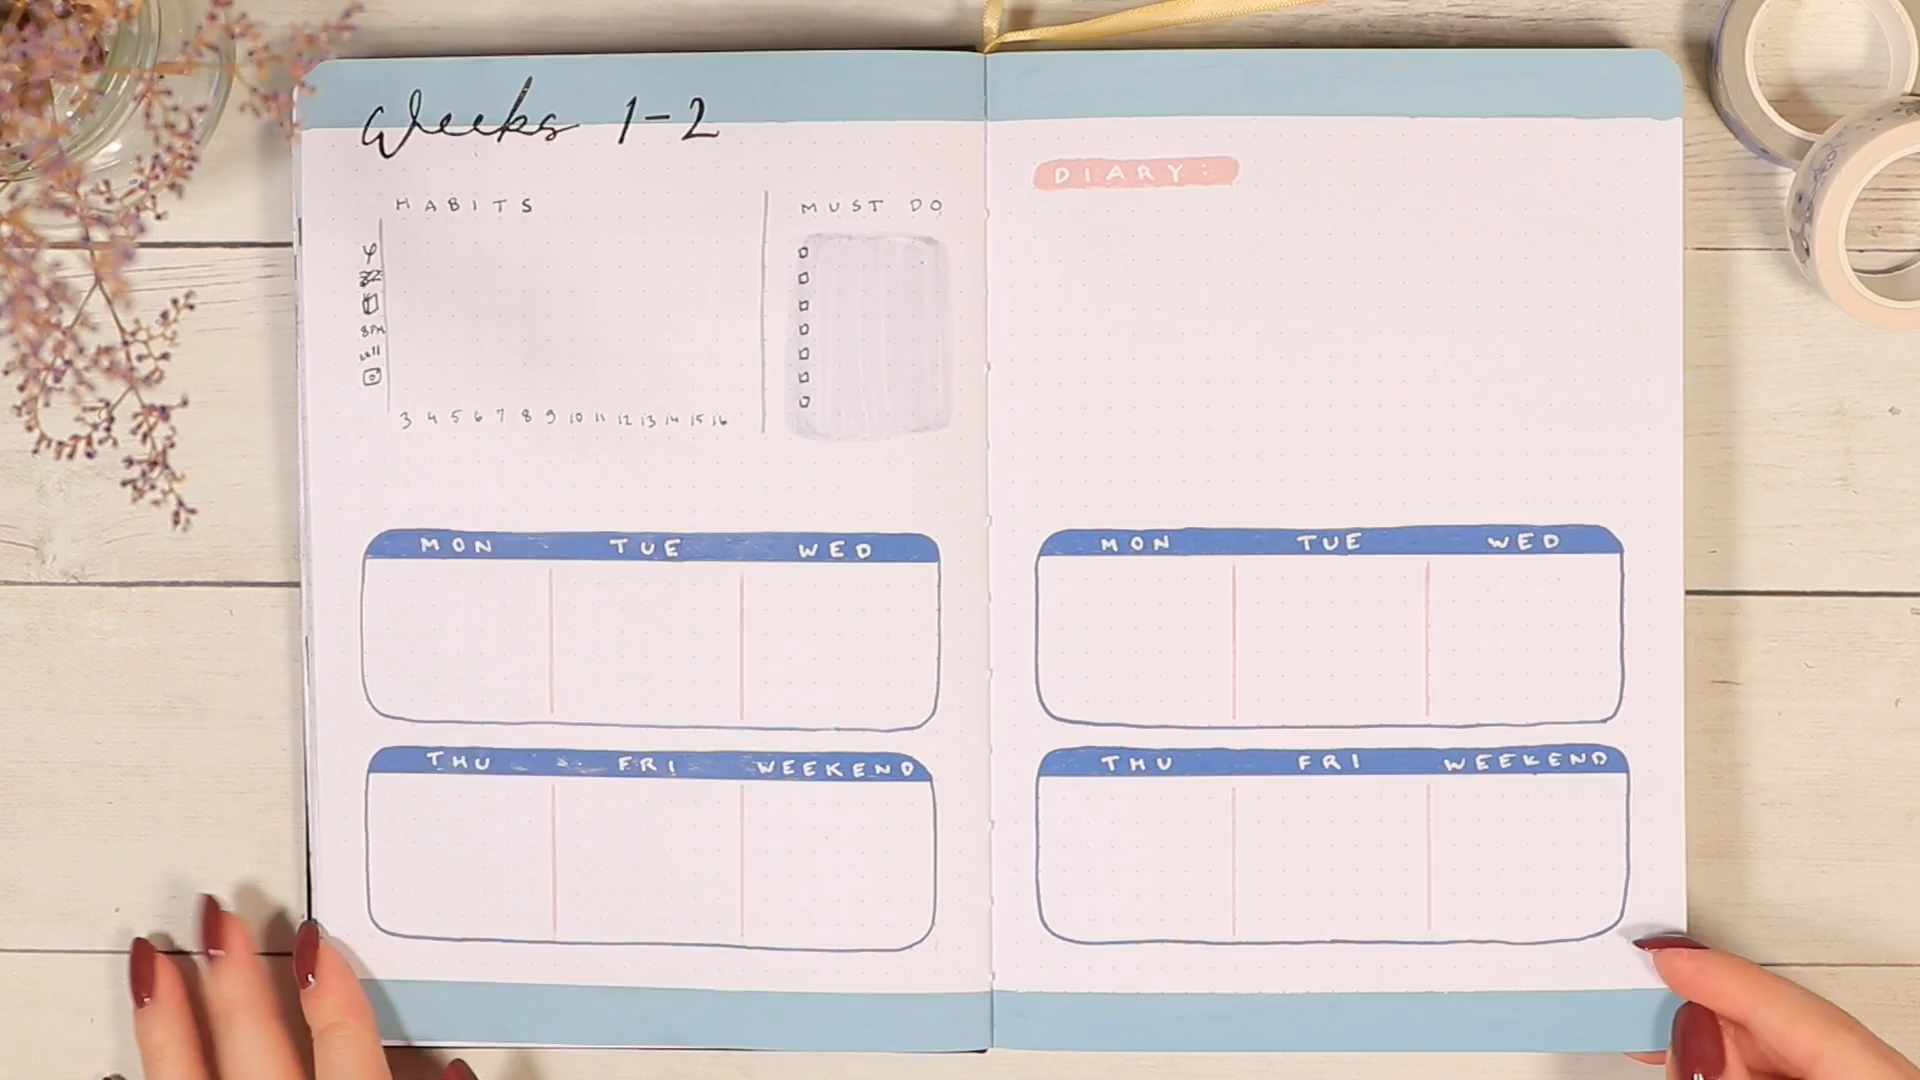 Weeks 1-2
HABITS
8PM
3 4 5 6 7 8 9 10 11 12 13 14 15 16
MUST DO
MON TUE WED
THU FRI WEEKEND
DIARY:
MON TUE WED
THU FRI WEEKEND